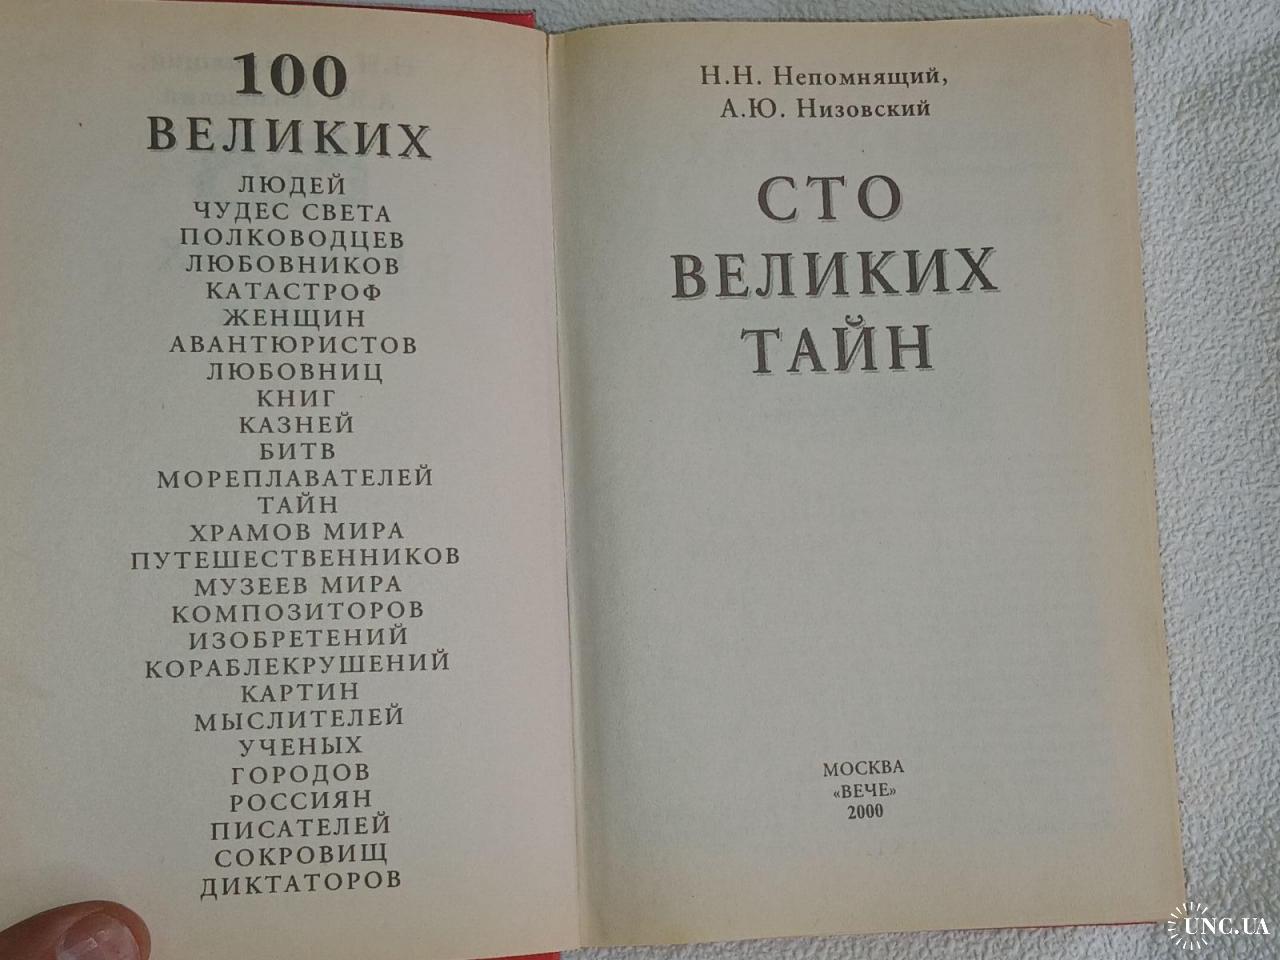 100
ВЕЛИКИХ
ЛЮДЕЙ
ЧУДЕС СВЕТА
ПОЛКОВОДЦЕВ
ЛЮБОВНИКОВ
КАТАСТРОФ
ЖЕНЩИН
АВАНТЮРИСТОВ
ЛЮБОВНИЦ
КНИГ
КАЗНЕЙ
БИТВ
МОРЕПЛАВАТЕЛЕЙ
ТАЙН
ХРАМОВ МИРА
ПУТЕШЕСТВЕННИКОВ
МУЗЕЕВ МИРА
КОМПОЗИТОРОВ
ИЗОБРЕТЕНИЙ
КОРАБЛЕКРУШЕНИЙ
КАРТИН
МЫСЛИТЕЛЕЙ
УЧЕНЫХ
ГОРОДОВ
РОССИЯН
ПИСАТЕЛЕЙ
СОКРОВИЩ
ДИКТАТОРОВ
Н.Н. Непомнящий,
А.Ю. Низовский
СТО
ВЕЛИКИХ
ТАЙН
МОСКВА
«ВЕЧЕ»
2000
UNC.UA